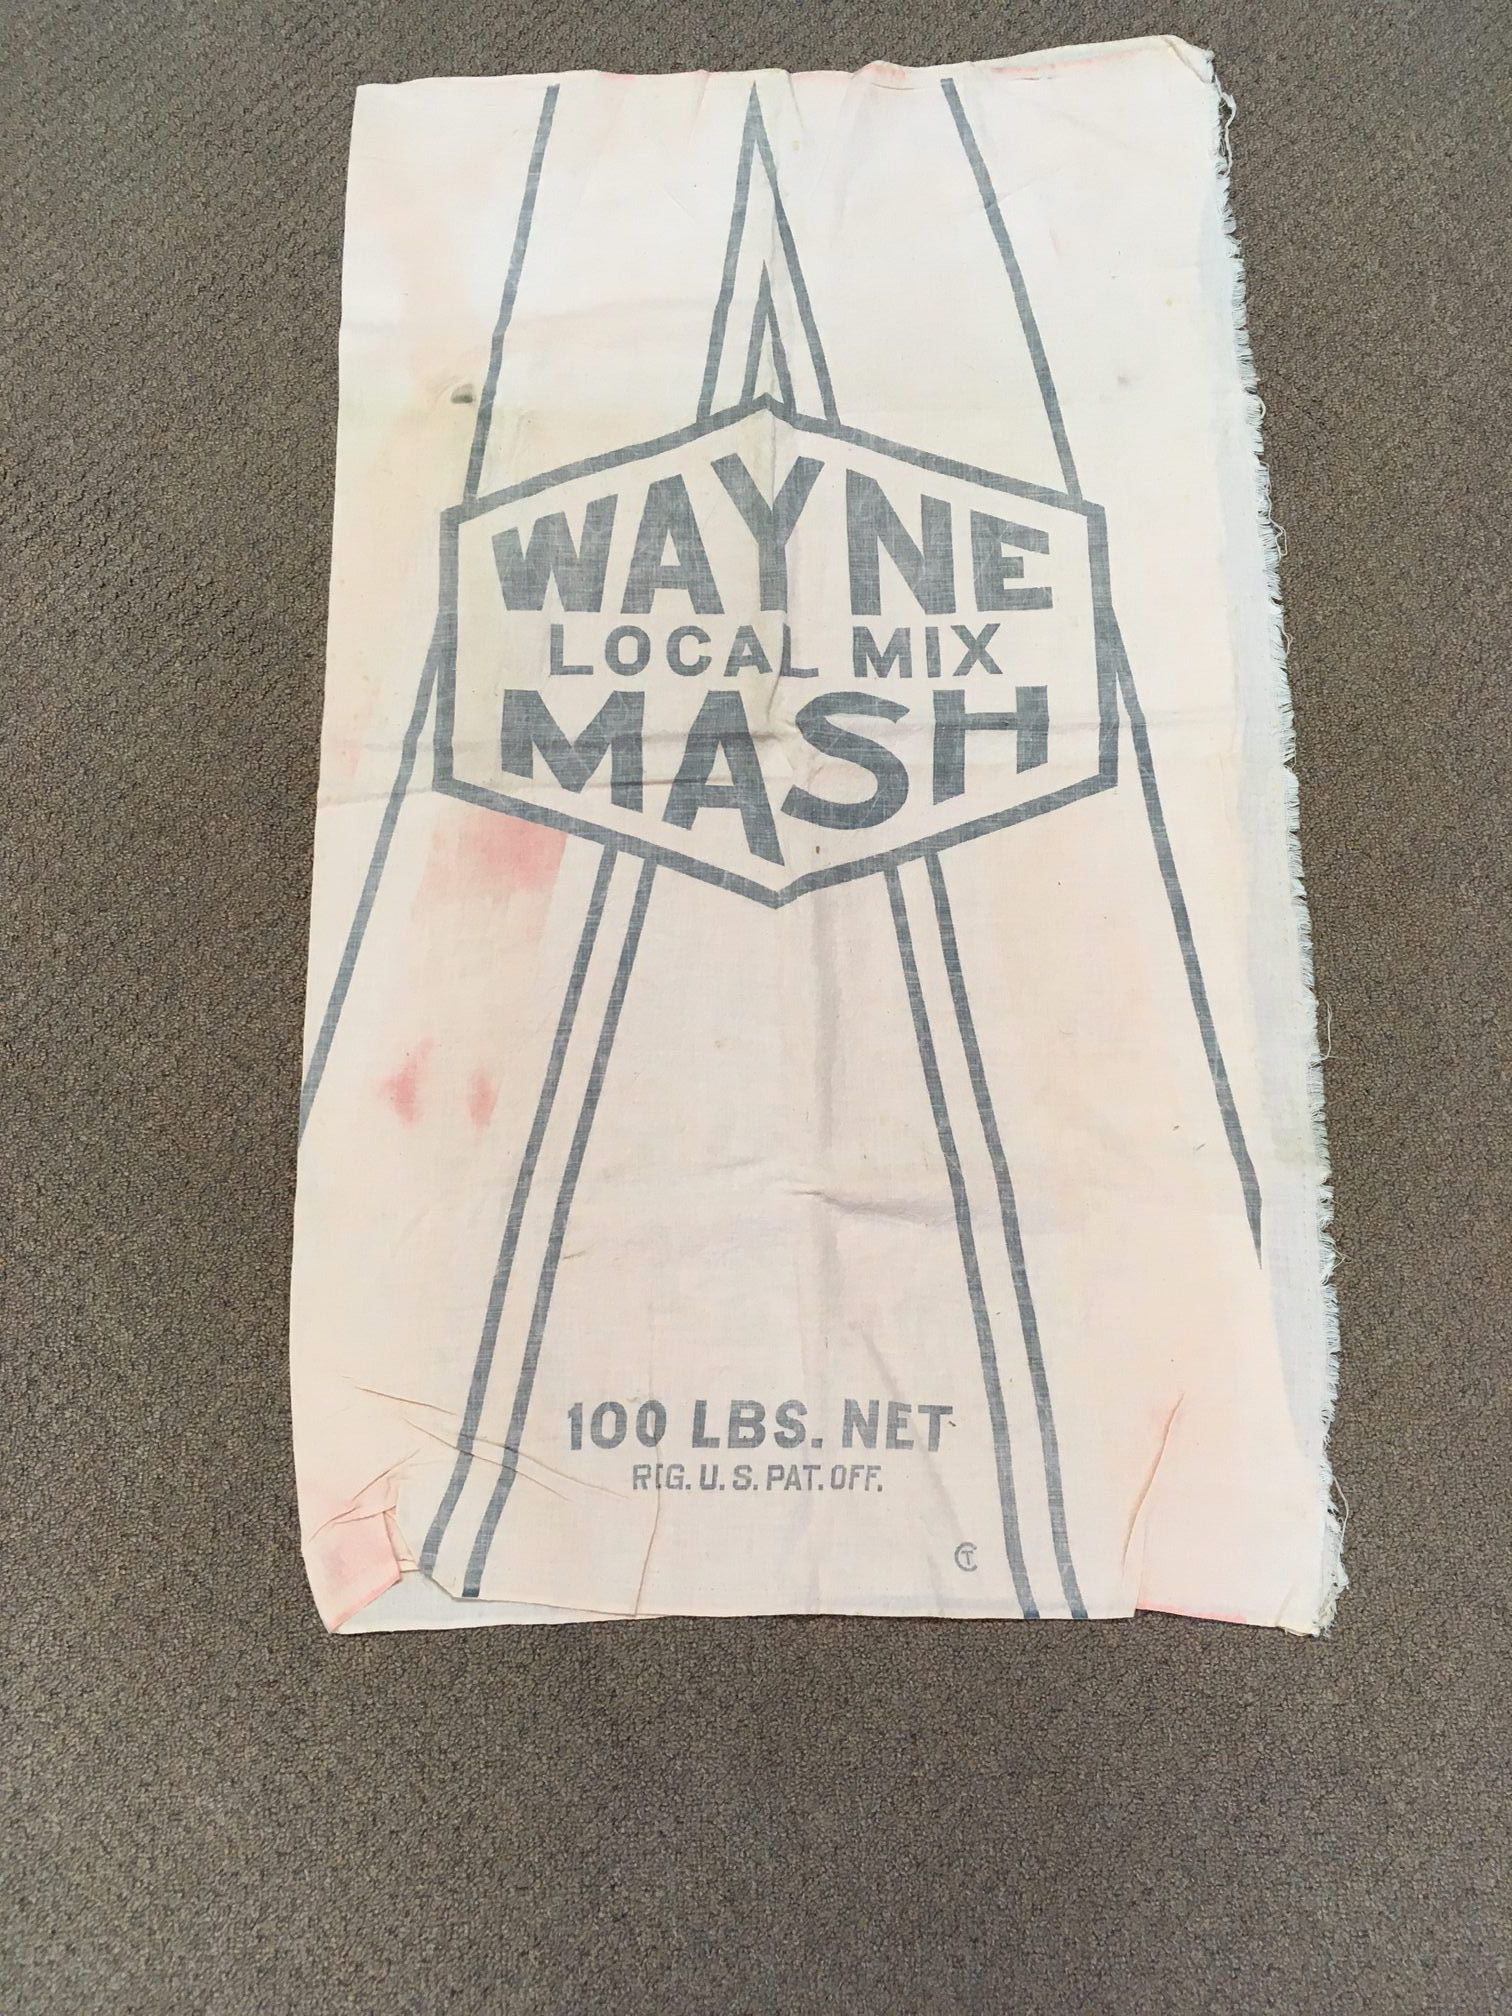 WAYNE
LOCAL MIX
MASH
100 LBS. NET
REG. U. S. PAT. OFF.